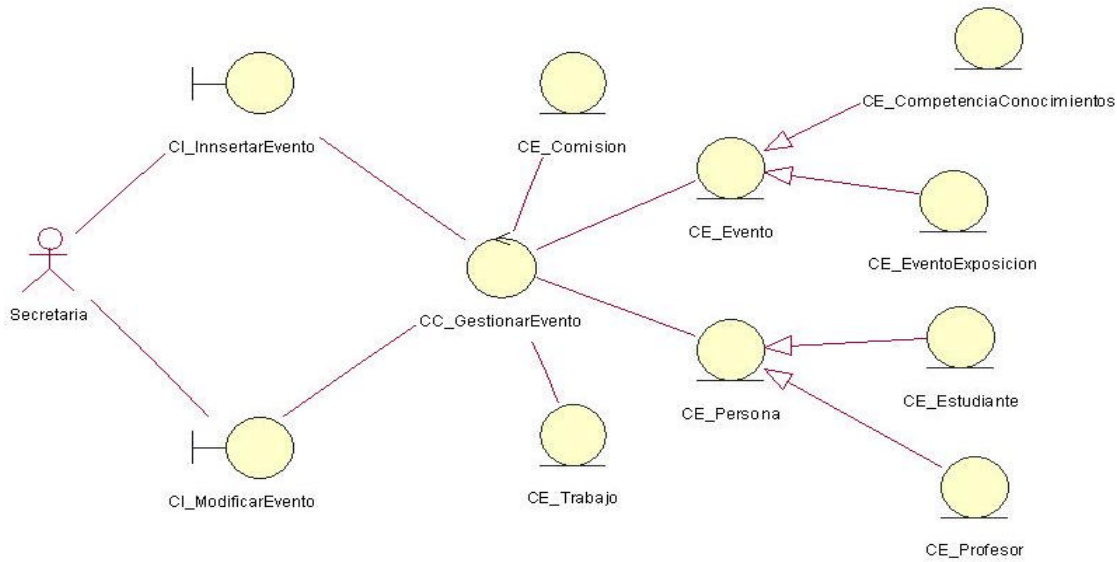 CE_CompetenciaConocimientos
CI_InnsertarEvento
CE_Comision
CE_Evento
CE_EventoExposicion
Secretaria
CC_GestionarEvento
CE_Estudiante
CE_Persona
CI_ModificarEvento
CE_Trabajo
CE_Profesor